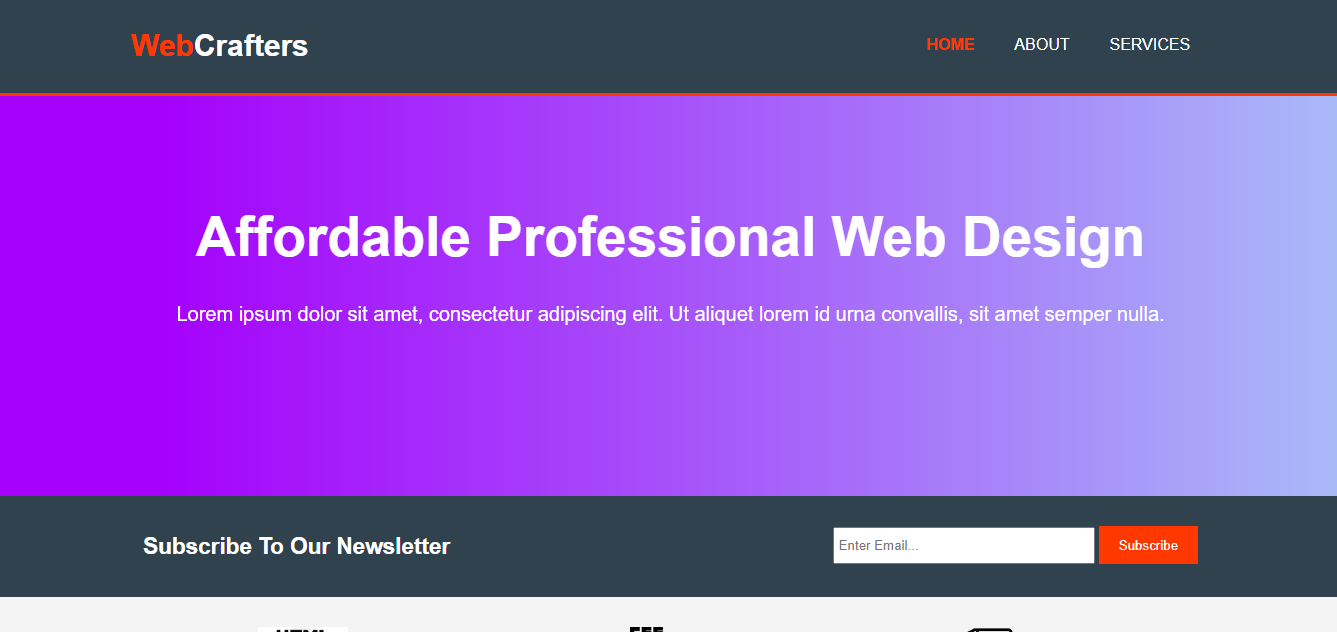 WebCrafters
HOME ABOUT SERVICES
Affordable Professional Web Design
Lorem ipsum dolor sit amet, consectetur adipiscing elit. Ut aliquet lorem id urna convallis, sit amet semper nulla.
Subscribe To Our Newsletter
Enter Email... Subscribe
HTML